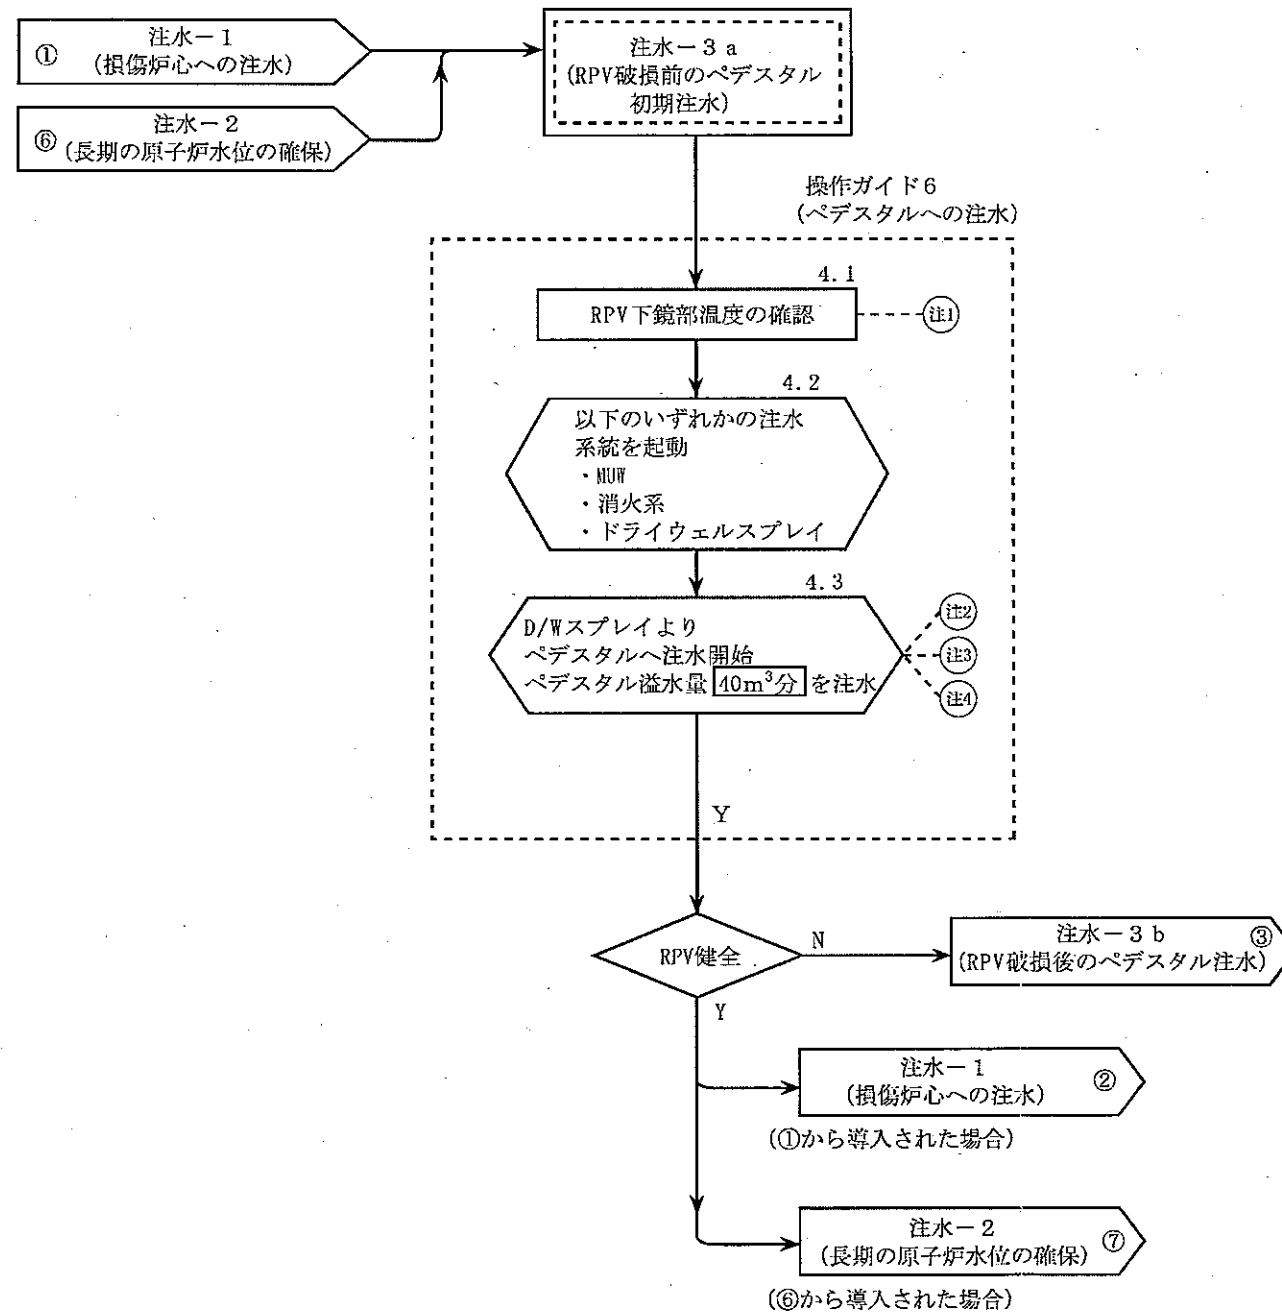 注水－1
①
(損傷炉心への注水)
注水－2
⑥
(長期の原子炉水位の確保)
注水－3a
(RPV破損前のペデスタル
初期注水)
操作ガイド6
(ペデスタルへの注水)
4.1
RPV下鏡部温度の確認
注1
4.2
以下のいずれかの注水
系統を起動
・MUW
・消火系
・ドライウェルスプレイ
4.3
D/Wスプレイより
ペデスタルへ注水開始
ペデスタル溢水量 40m³分 を注水
注2
注3
注4
Y
RPV健全
N
Y
注水－3b
③
(RPV破損後のペデスタル注水)
注水－1
②
(損傷炉心への注水)
(①から導入された場合)
注水－2
⑦
(長期の原子炉水位の確保)
(⑥から導入された場合)